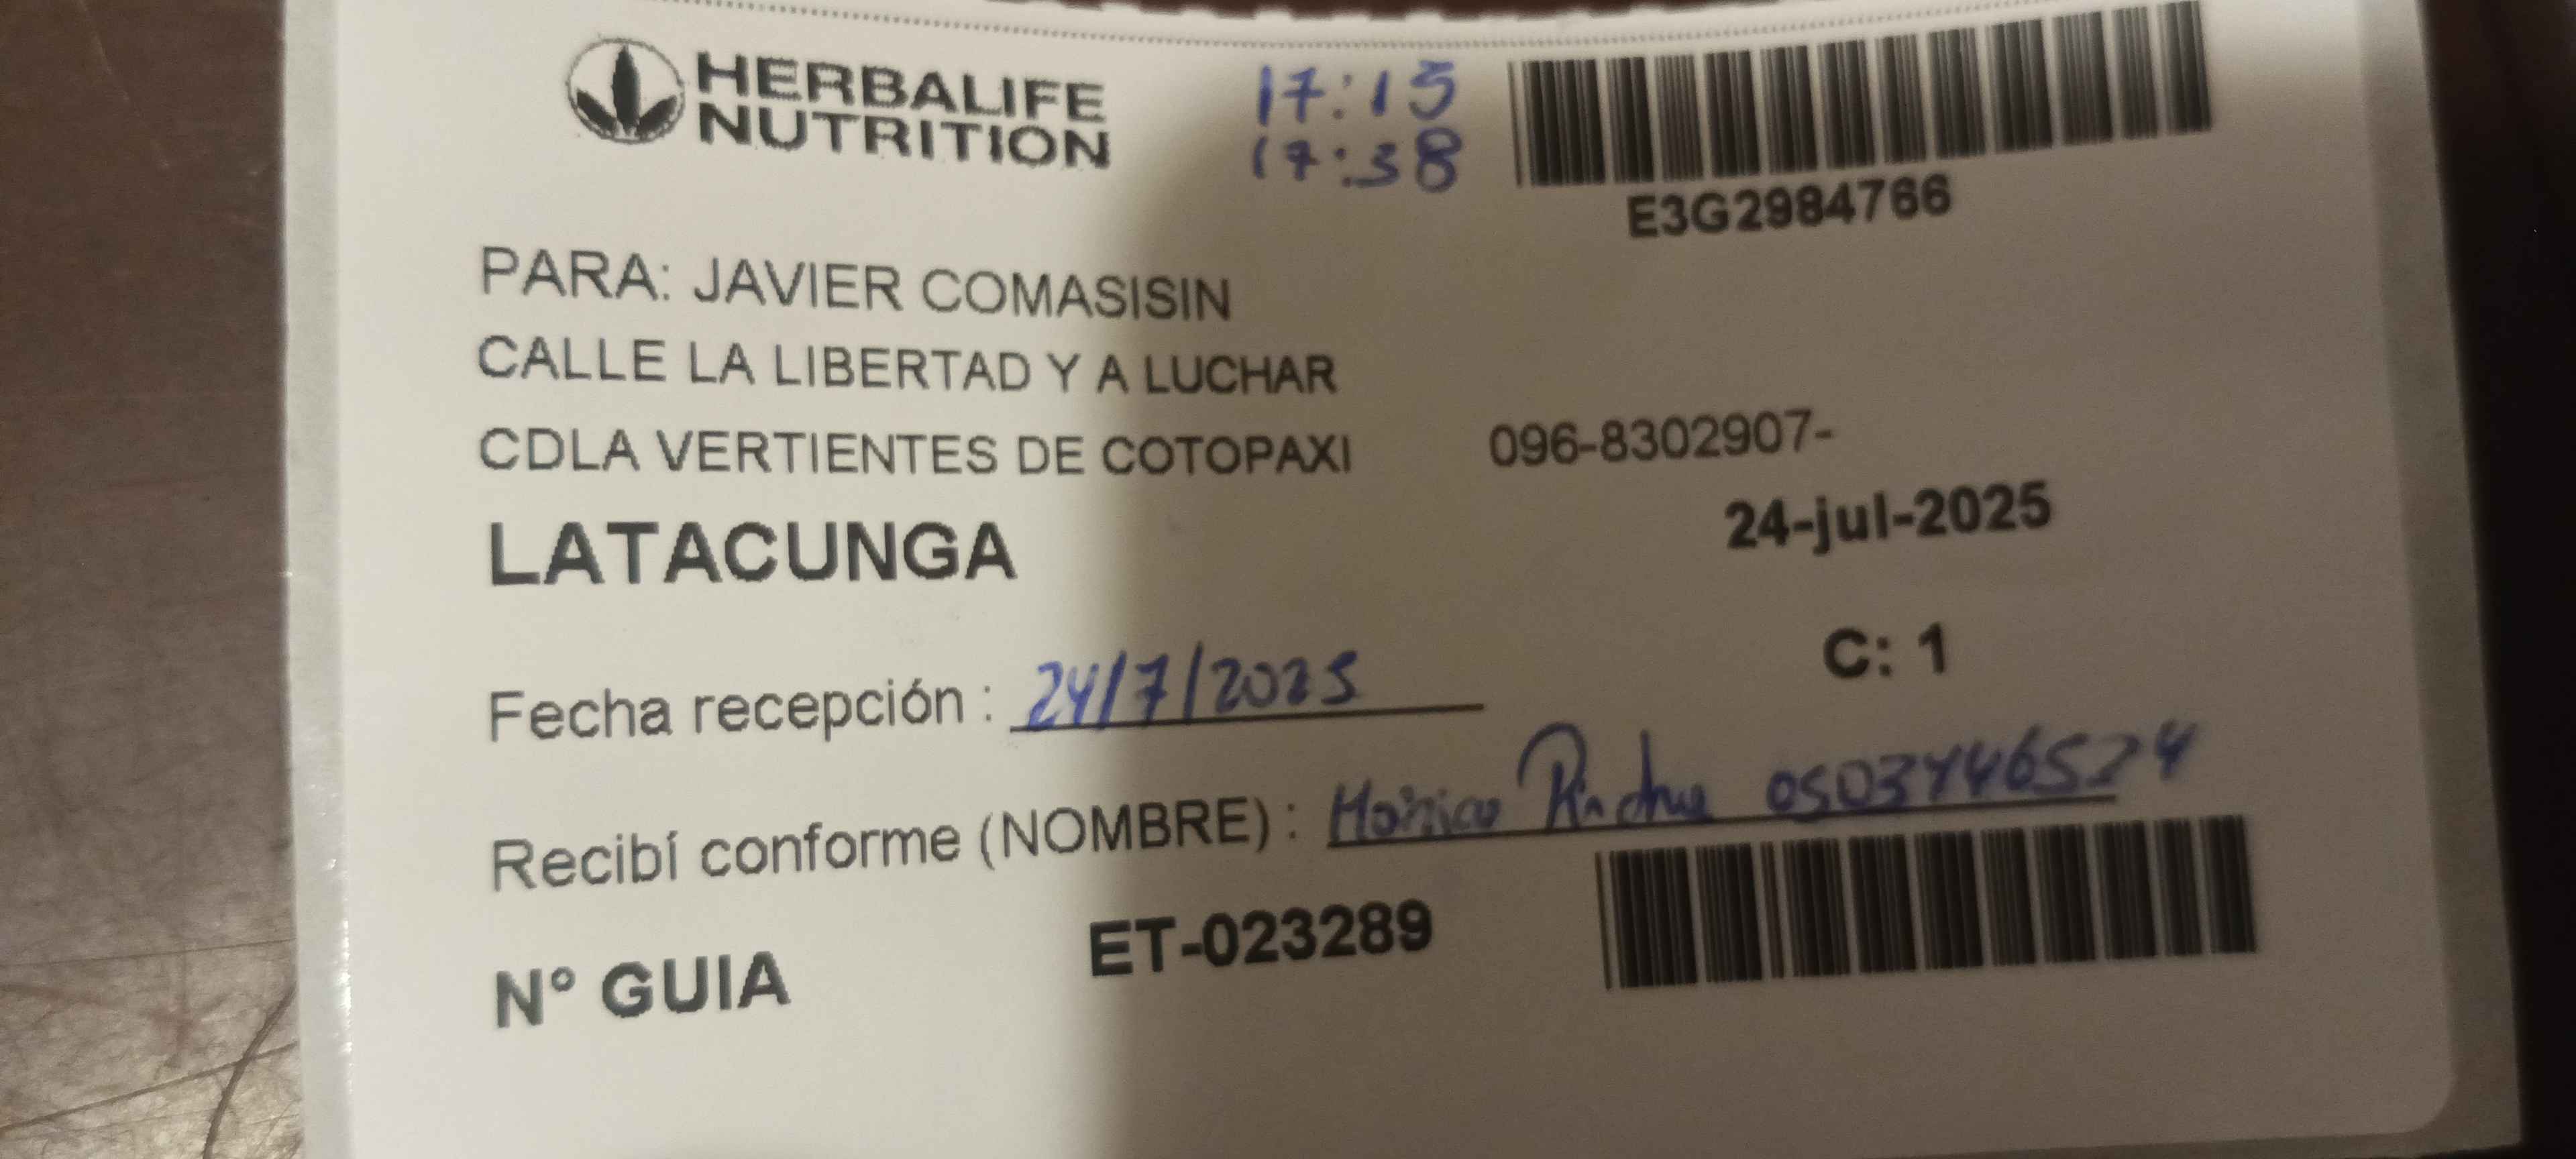 HERBALIFE
NUTRITION
17:15
17:38
E3G2984766
PARA: JAVIER COMASISIN
CALLE LA LIBERTAD Y A LUCHAR
CDLA VERTIENTES DE COTOPAXI 096-8302907-
LATACUNGA
24-jul-2025
C: 1
Fecha recepción : 24/7/2025
Recibí conforme (NOMBRE) : 0503446524
Nº GUIA ET-023289